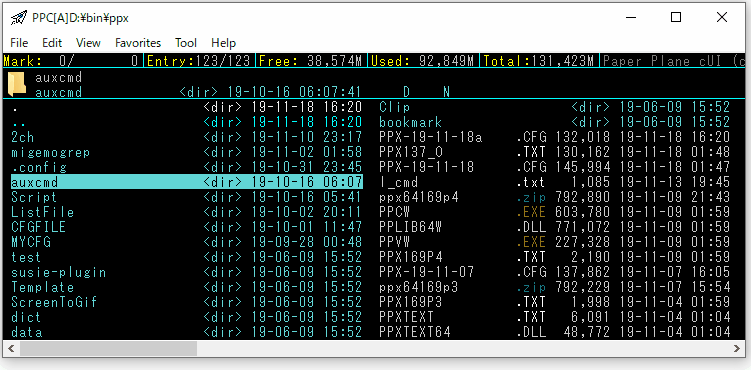 PPC[A]D:¥bin¥ppx
File Edit View Favorites Tool Help
Mark: 0/ 0|Entry:123/123|Free: 38,574M|Used: 92,849M|Total:131,423M|Paper Plane cUI (c
auxcmd
auxcmd <dir> 19-10-16 06:07:41 D N
. <dir> 19-11-18 16:20 Clip <dir> 19-06-09 15:52
.. <dir> 19-11-18 16:20 bookmark <dir> 19-06-09 15:52
2ch <dir> 19-11-10 23:17 PPX-19-11-18a .CFG 132,018 19-11-18 16:20
migemogrep <dir> 19-11-02 01:58 PPX137_O .TXT 130,162 19-11-18 01:48
.config <dir> 19-10-31 23:45 PPX-19-11-18 .CFG 145,994 19-11-18 01:47
auxcmd <dir> 19-10-16 06:07 l_cmd .txt 1,085 19-11-13 19:45
Script <dir> 19-10-16 05:41 ppx64169p4 .zip 792,890 19-11-09 21:43
ListFile <dir> 19-10-02 20:11 PPCW .EXE 603,780 19-11-09 01:59
CFGFILE <dir> 19-10-01 11:47 PPLIB64W .DLL 771,072 19-11-09 01:59
MYCFG <dir> 19-09-28 00:48 PPVW .EXE 227,328 19-11-09 01:59
test <dir> 19-06-09 15:52 PPX169P4 .TXT 2,190 19-11-09 01:59
susie-plugin <dir> 19-06-09 15:52 PPX-19-11-07 .CFG 137,862 19-11-07 16:05
Template <dir> 19-06-09 15:52 ppx64169p3 .zip 792,229 19-11-07 15:54
ScreenToGif <dir> 19-06-09 15:52 PPX169P3 .TXT 1,998 19-11-04 01:59
dict <dir> 19-06-09 15:52 PPXTEXT .TXT 6,091 19-11-04 01:04
data <dir> 19-06-09 15:52 PPXTEXT64 .DLL 48,772 19-11-04 01:04